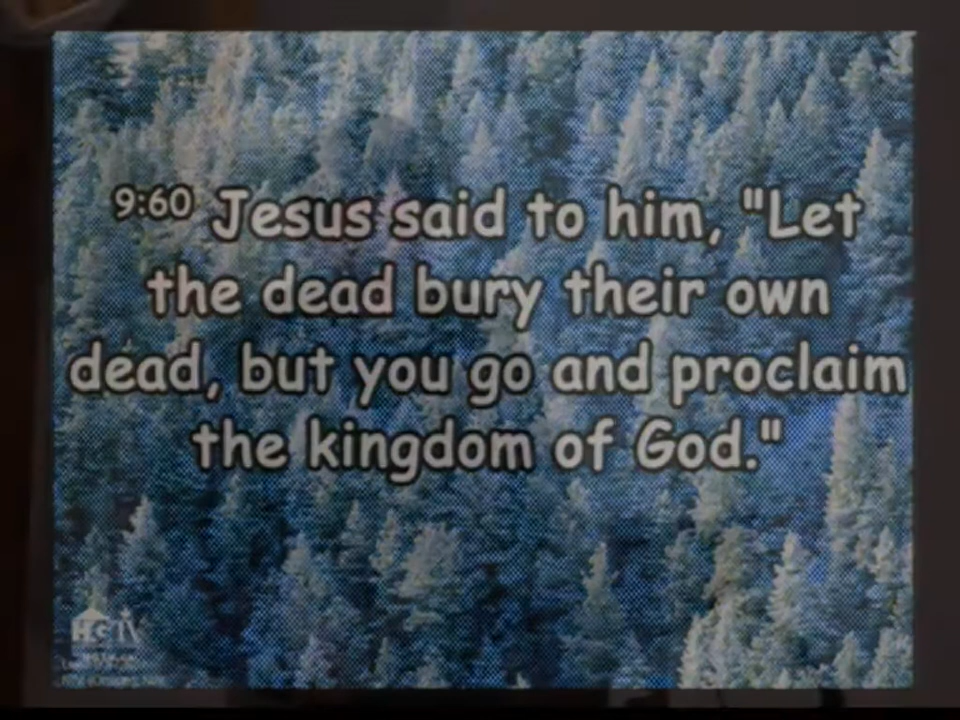 9:60 Jesus said to him, "Let
the dead bury their own
dead, but you go and proclaim
the kingdom of God."